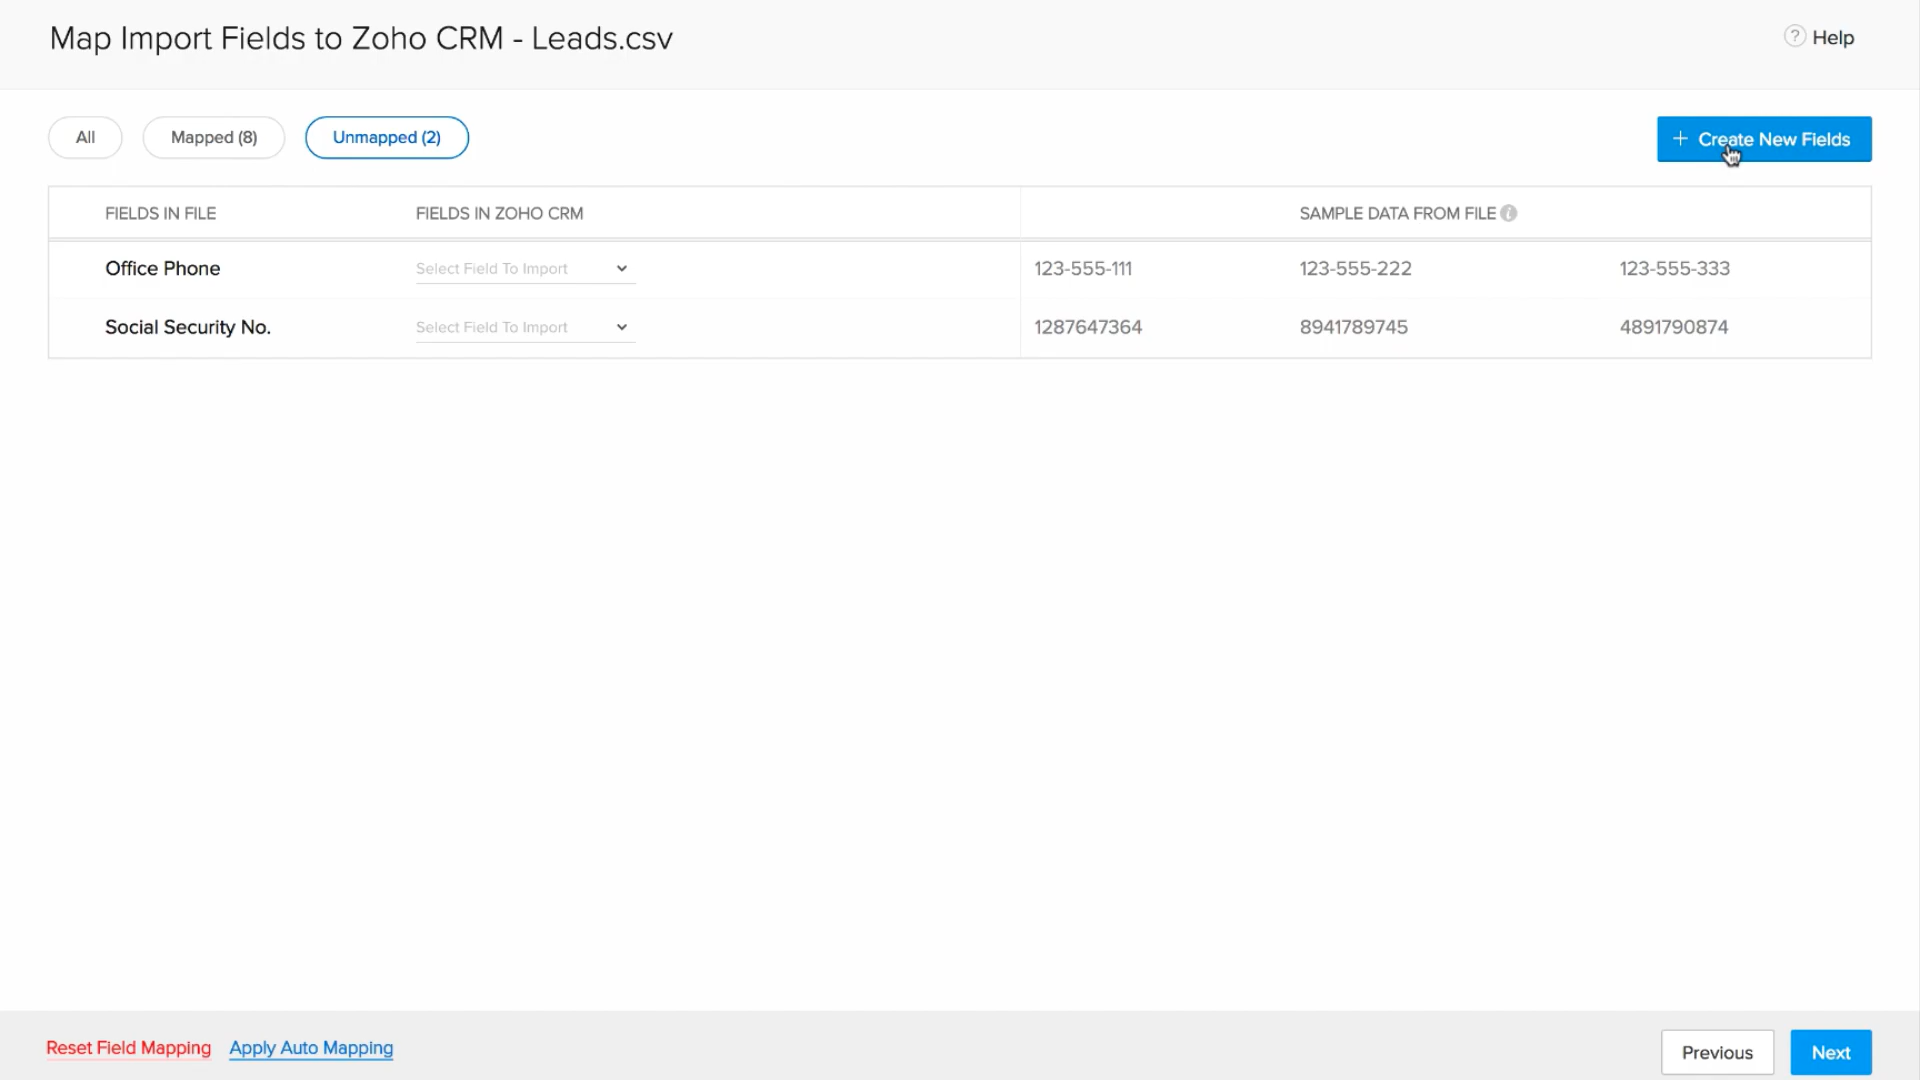 Map Import Fields to Zoho CRM - Leads.csv
? Help
All
Mapped (8)
Unmapped (2)
+ Create New Fields
FIELDS IN FILE
FIELDS IN ZOHO CRM
SAMPLE DATA FROM FILE i
Office Phone
Select Field To Import
123-555-111
123-555-222
123-555-333
Social Security No.
Select Field To Import
1287647364
8941789745
4891790874
Reset Field Mapping
Apply Auto Mapping
Previous
Next